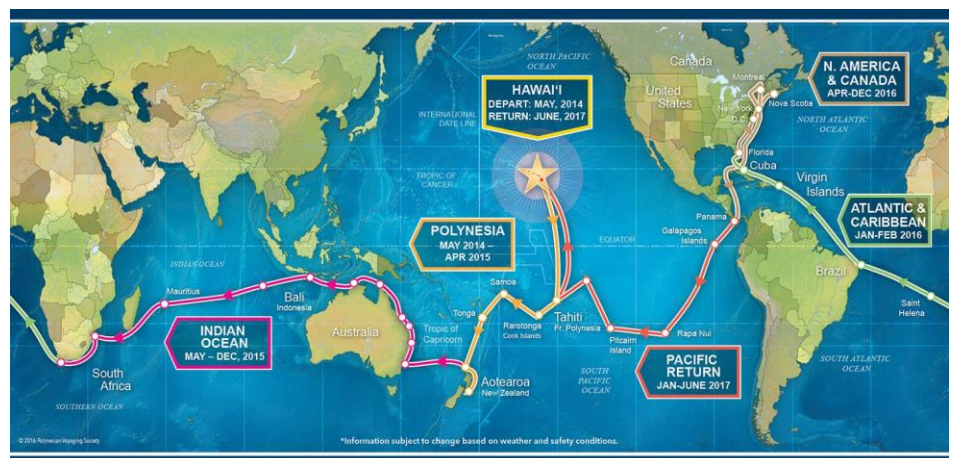 NORTH PACIFIC
OCEAN
Canada
N. AMERICA
& CANADA
APR-DEC 2016
Montreal
HAWAI‘I
DEPART: MAY, 2014
RETURN: JUNE, 2017
United
States
New York
Nova Scotia
D.C.
INTERNATIONAL
DATE LINE
NORTH ATLANTIC
OCEAN
Florida
Cuba
TROPIC OF
CANCER
Virgin
Islands
ATLANTIC &
CARIBBEAN
JAN-FEB 2016
Panama
POLYNESIA
MAY 2014 –
APR 2015
Galapagos
Islands
EQUATOR
INDIAN OCEAN
Brazil
Samoa
Mauritius
Bali
Indonesia
Saint
Helena
Tonga
Tahiti
Fr. Polynesia
Rarotonga
Cook Islands
INDIAN
OCEAN
MAY – DEC, 2015
Australia
Tropic of
Capricorn
Pitcairn
Island
Rapa Nui
PACIFIC
RETURN
JAN-JUNE 2017
SOUTH ATLANTIC
OCEAN
South
Africa
Aotearoa
New Zealand
SOUTH
PACIFIC
OCEAN
SOUTHERN OCEAN
© 2016 Polynesian Voyaging Society
*Information subject to change based on weather and safety conditions.